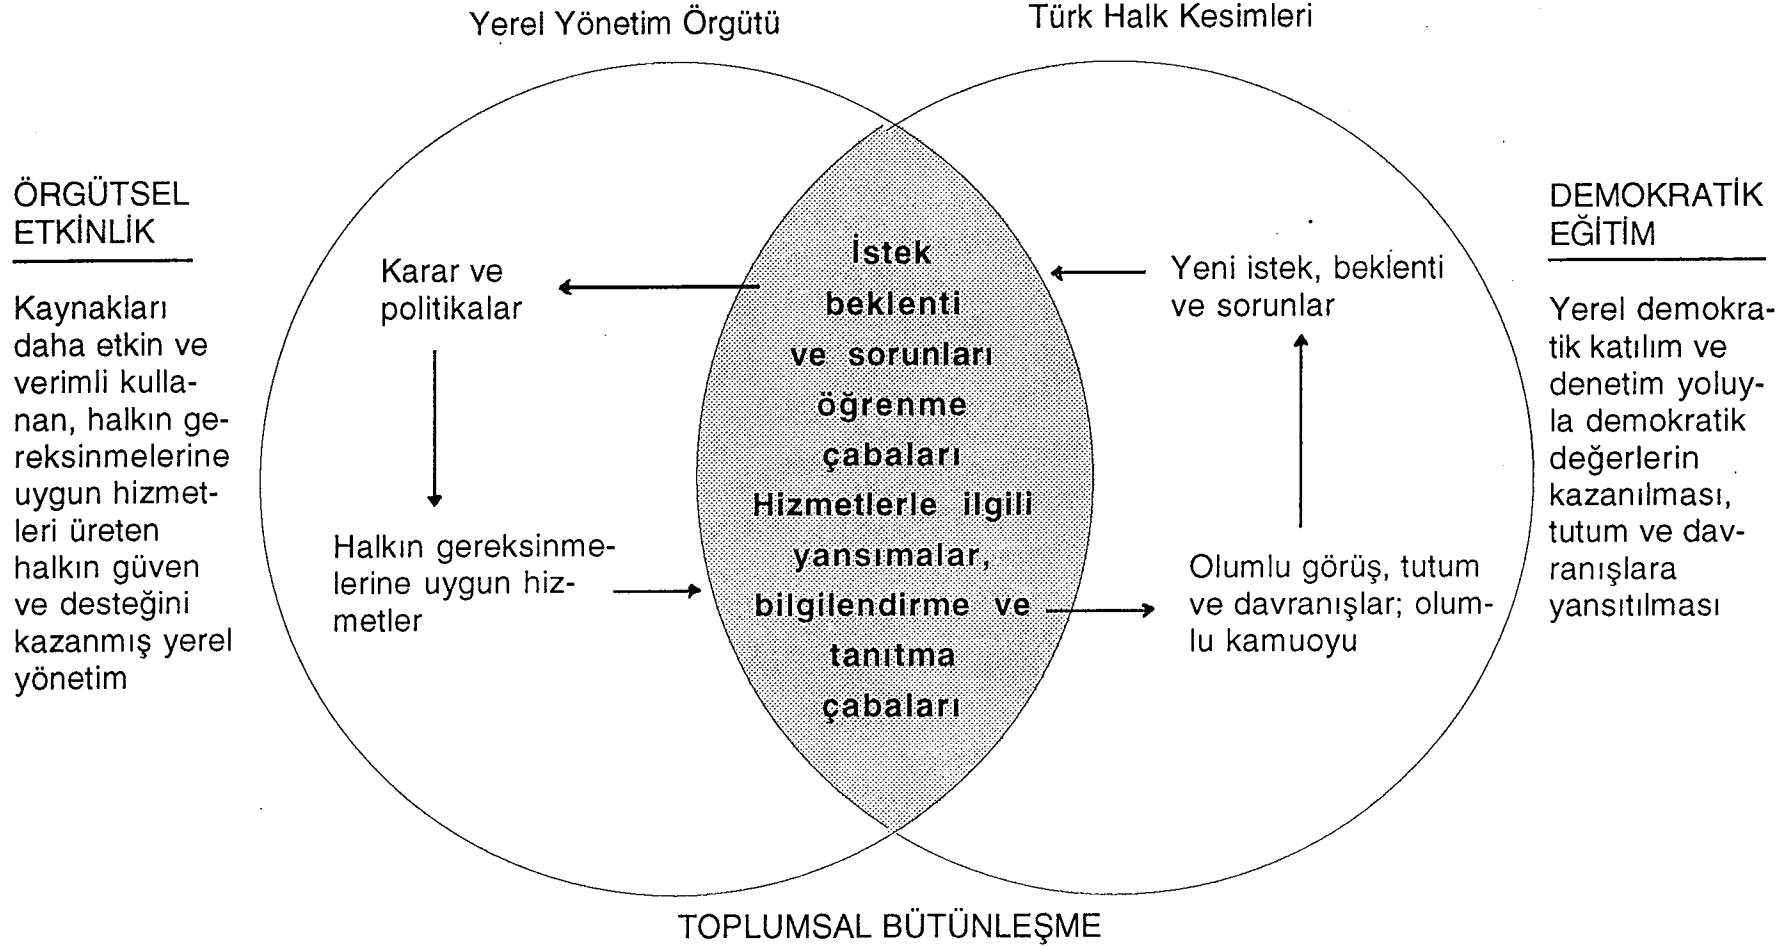 Yerel Yönetim Örgütü
Türk Halk Kesimleri
ÖRGÜTSEL
ETKİNLİK
Kaynakları
daha etkin ve
verimli kulla-
nan, halkın ge-
reksinmelerine
uygun hizmet-
leri üreten
halkın güven
ve desteğini
kazanmış yerel
yönetim
Karar ve
politikalar
Halkın gereksinme-
lerine uygun hiz-
metler
İstek
beklenti
ve sorunları
öğrenme
çabaları
Hizmetlerle ilgili
yansımalar,
bilgilendirme ve
tanıtma
çabaları
Yeni istek, beklenti
ve sorunlar
Olumlu görüş, tutum
ve davranışlar; olum-
lu kamuoyu
DEMOKRATİK
EĞİTİM
Yerel demokra-
tik katılım ve
denetim yoluy-
la demokratik
değerlerin
kazanılması,
tutum ve dav-
ranışlara
yansıtılması
TOPLUMSAL BÜTÜNLEŞME